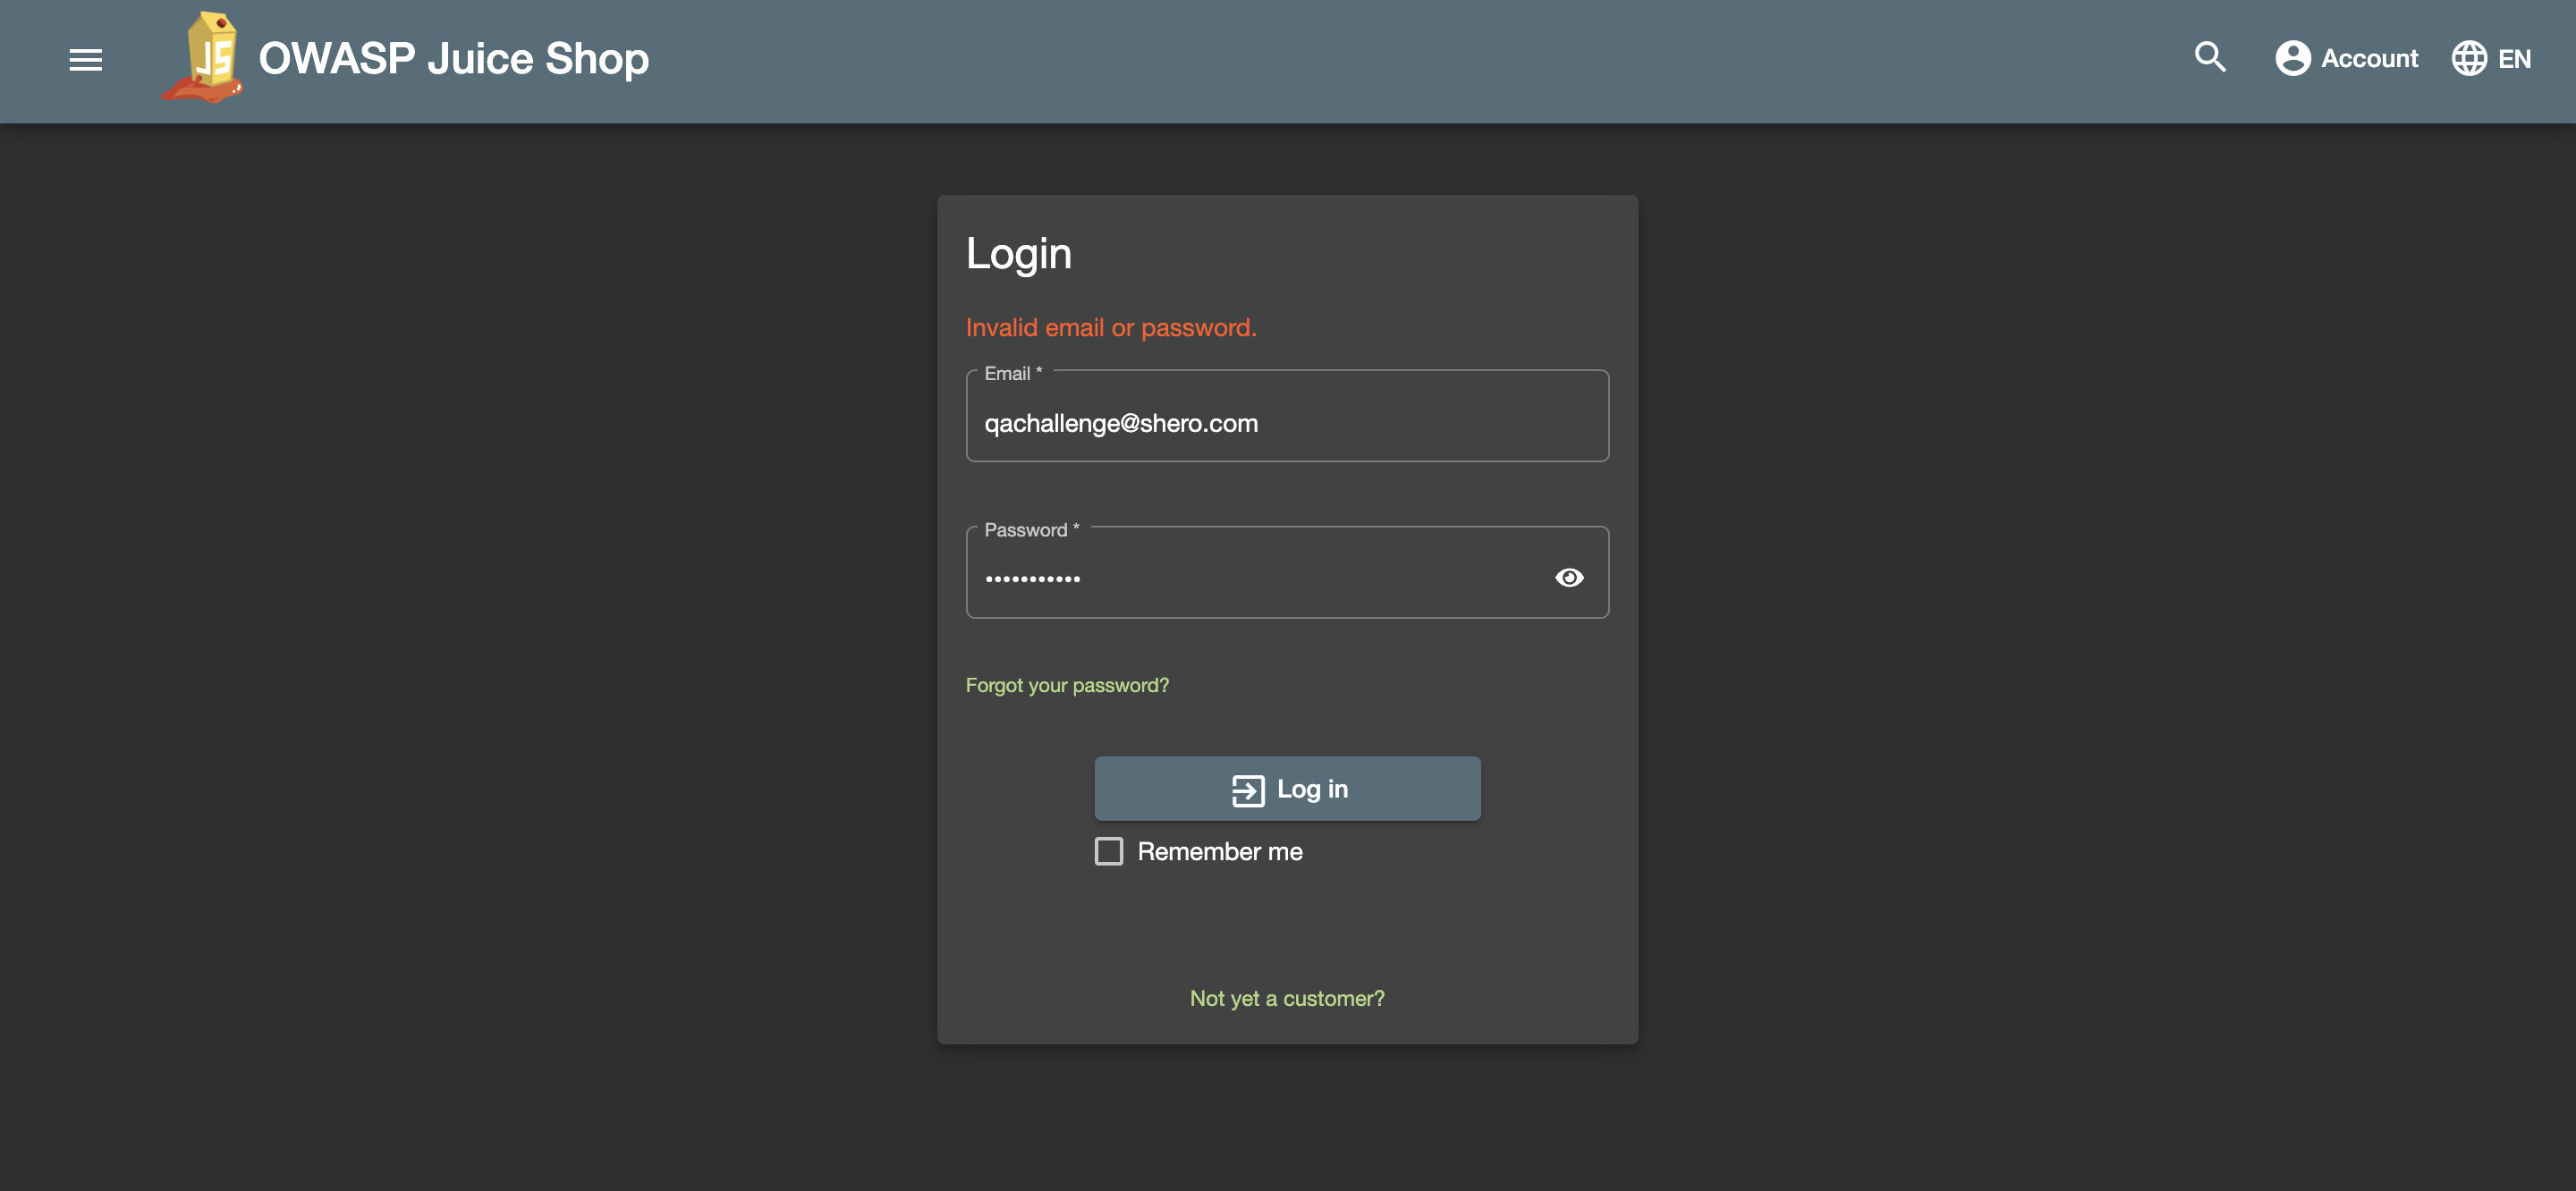 JS OWASP Juice Shop
Account
EN
Login
Invalid email or password.
Email *
qachallenge@shero.com
Password *
•••••••••••
Forgot your password?
Log in
Remember me
Not yet a customer?